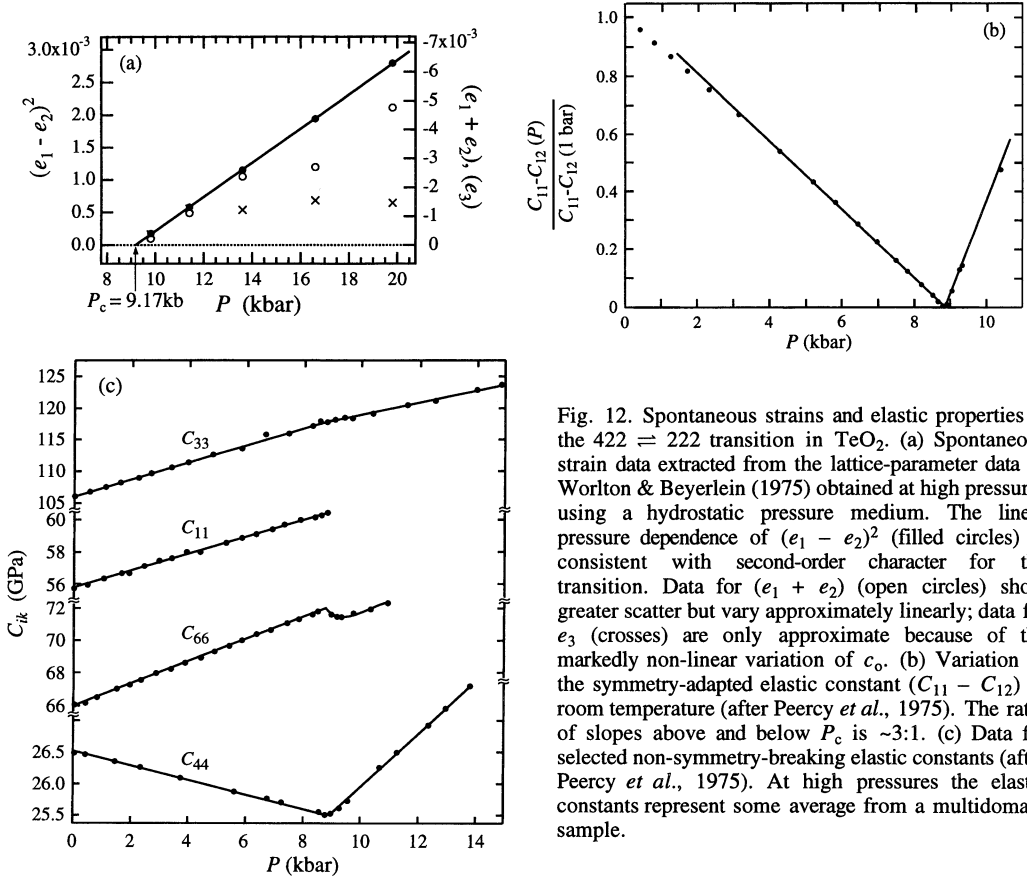 (a)
3.0x10⁻³
2.5
2.0
1.5
1.0
0.5
0.0
(e₁ - e₂)²
-7x10⁻³
-6
-5
-4
-3
-2
-1
0
(e₁ + e₂), (e₃)
8 10 12 14 16 18 20
P_c = 9.17kb
P (kbar)
(b)
1.0
0.8
0.6
0.4
0.2
0
C₁₁-C₁₂ (P)
C₁₁-C₁₂ (1 bar)
0 2 4 6 8 10
P (kbar)
(c)
125
120
115
110
105
60
58
56
72
70
68
66
26.5
26.0
25.5
C_ik (GPa)
C₃₃
C₁₁
C₆₆
C₄₄
0 2 4 6 8 10 12 14
P (kbar)
Fig. 12. Spontaneous strains and elastic properties
the 422 ⇌ 222 transition in TeO₂. (a) Spontaneo
strain data extracted from the lattice-parameter data
Worlton & Beyerlein (1975) obtained at high pressur
using a hydrostatic pressure medium. The line
pressure dependence of (e₁ − e₂)² (filled circles)
consistent with second-order character for t
transition. Data for (e₁ + e₂) (open circles) sho
greater scatter but vary approximately linearly; data f
e₃ (crosses) are only approximate because of t
markedly non-linear variation of c₀. (b) Variation
the symmetry-adapted elastic constant (C₁₁ − C₁₂)
room temperature (after Peercy et al., 1975). The rat
of slopes above and below P_c is ~3:1. (c) Data f
selected non-symmetry-breaking elastic constants (aft
Peercy et al., 1975). At high pressures the elast
constants represent some average from a multidoma
sample.